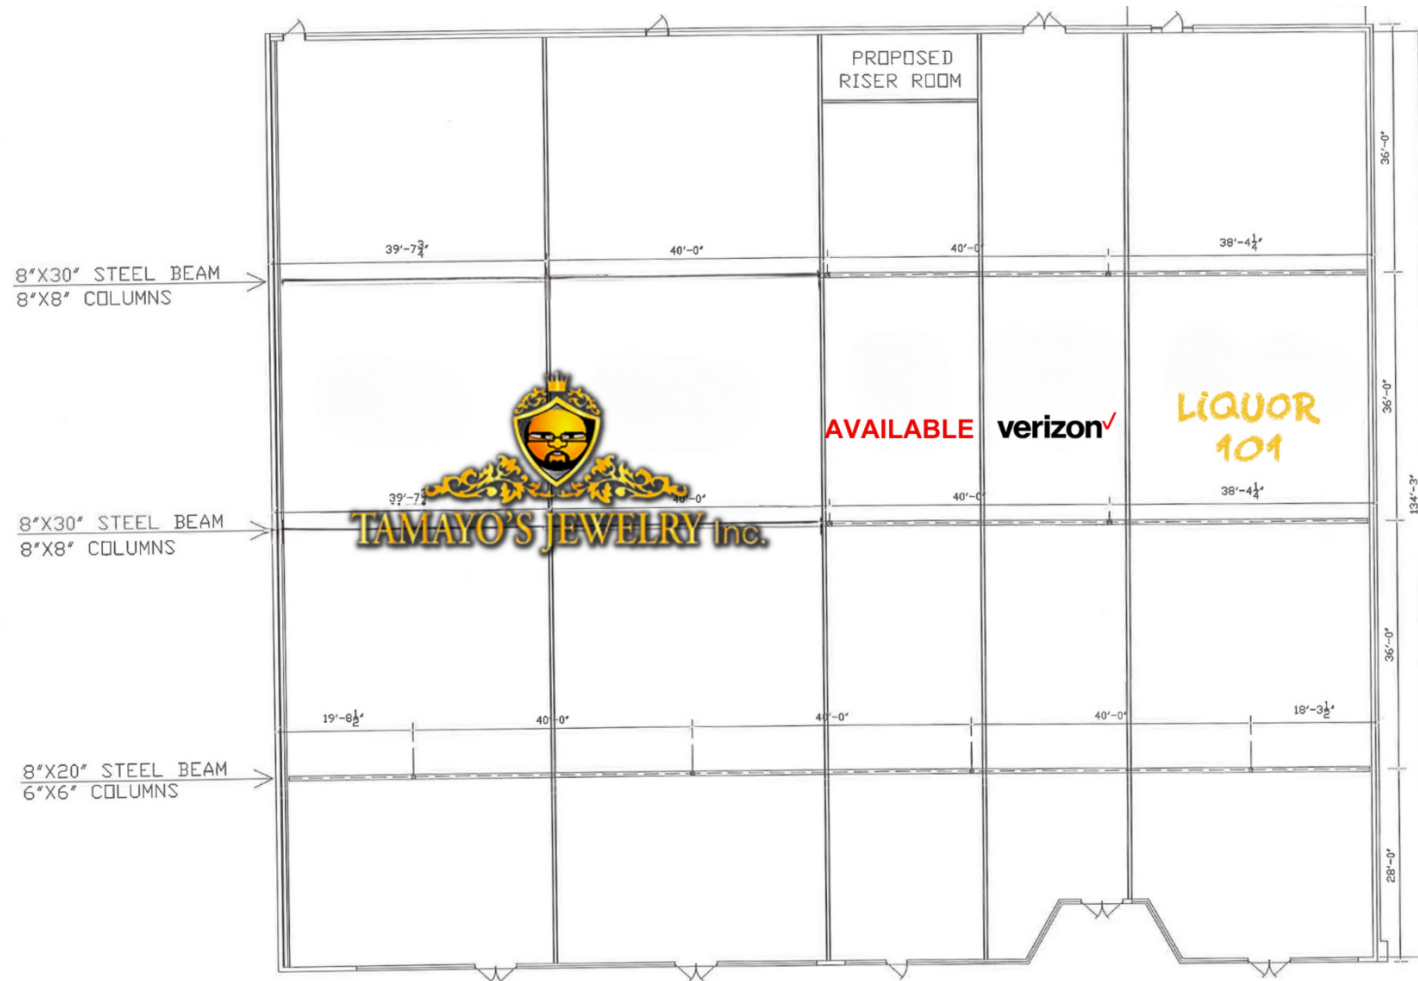 PROPOSED
RISER ROOM
36'-0"
39'-7¾"
40'-0"
40'-0"
38'-4¼"
8"X30" STEEL BEAM
8"X8" COLUMNS
36'-0"
LiQUOR
101
AVAILABLE
verizon
39'-7¾"
40'-0"
40'-0"
38'-4¼"
134'-3"
8"X30" STEEL BEAM
8"X8" COLUMNS
TAMAYO'S JEWELRY Inc.
36'-0"
19'-8½"
40'-0"
40'-0"
40'-0"
18'-3½"
8"X20" STEEL BEAM
6"X6" COLUMNS
28'-0"